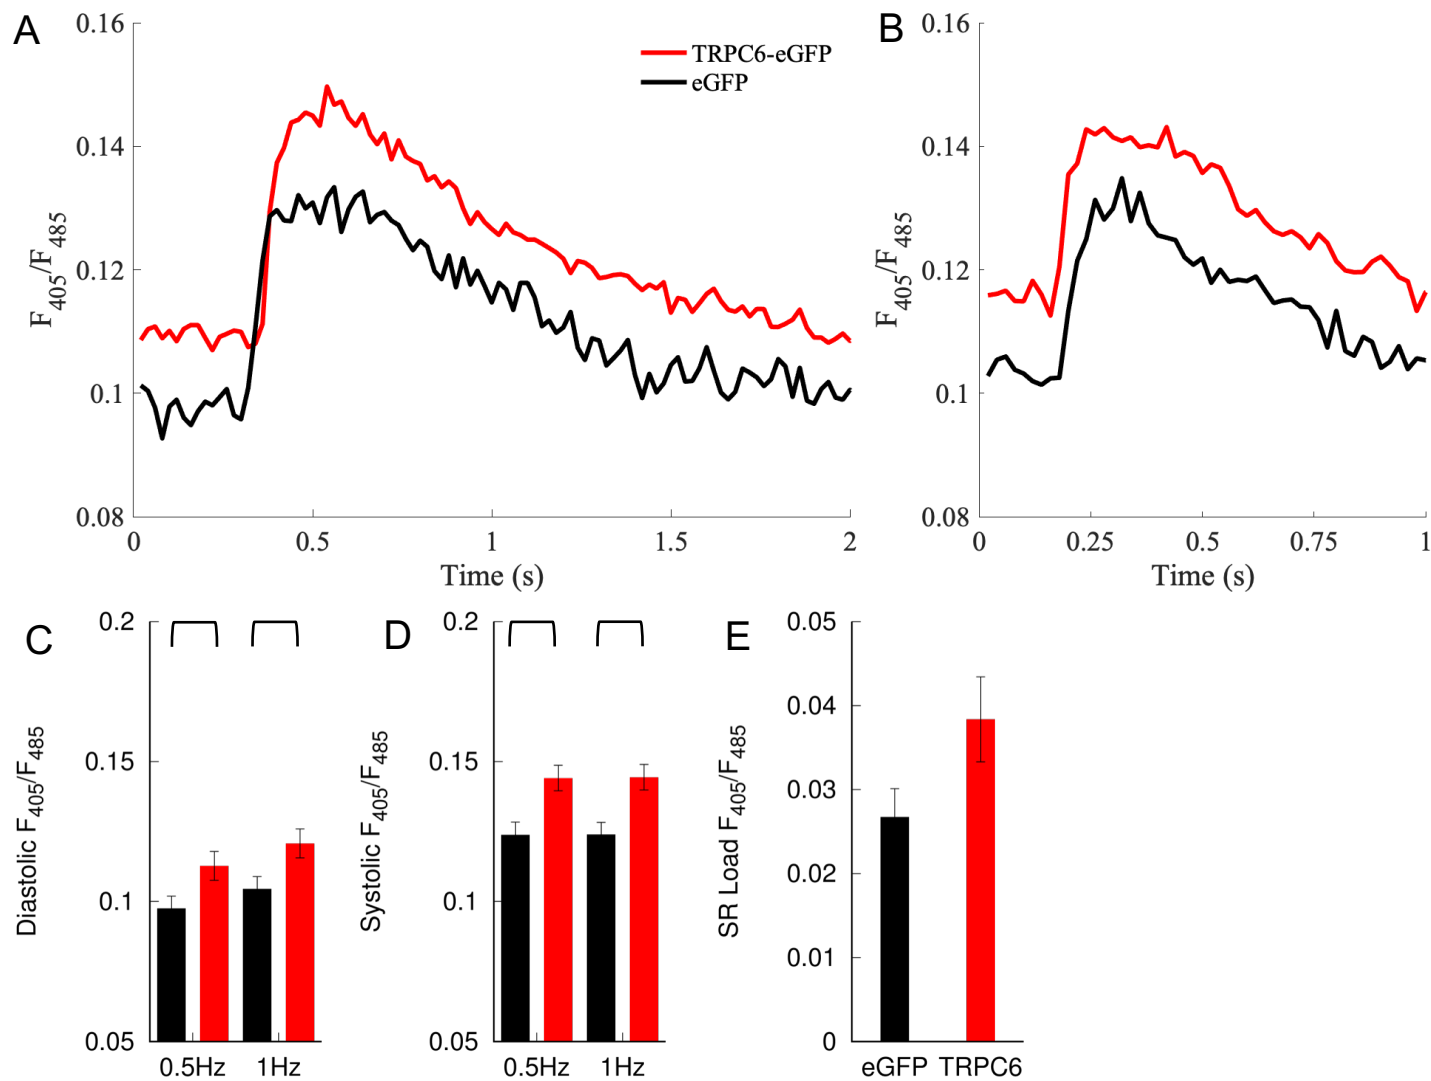 A
0.16
0.14
0.12
0.1
0.08
F405/F485
TRPC6-eGFP
eGFP
0
0.5
1
1.5
2
Time (s)
B
0.16
0.14
0.12
0.1
0.08
F405/F485
0
0.25
0.5
0.75
1
Time (s)
C
0.2
0.15
0.1
0.05
Diastolic F405/F485
0.5Hz
1Hz
D
0.2
0.15
0.1
0.05
Systolic F405/F485
0.5Hz
1Hz
E
0.05
0.04
0.03
0.02
0.01
0
SR Load F405/F485
eGFP
TRPC6